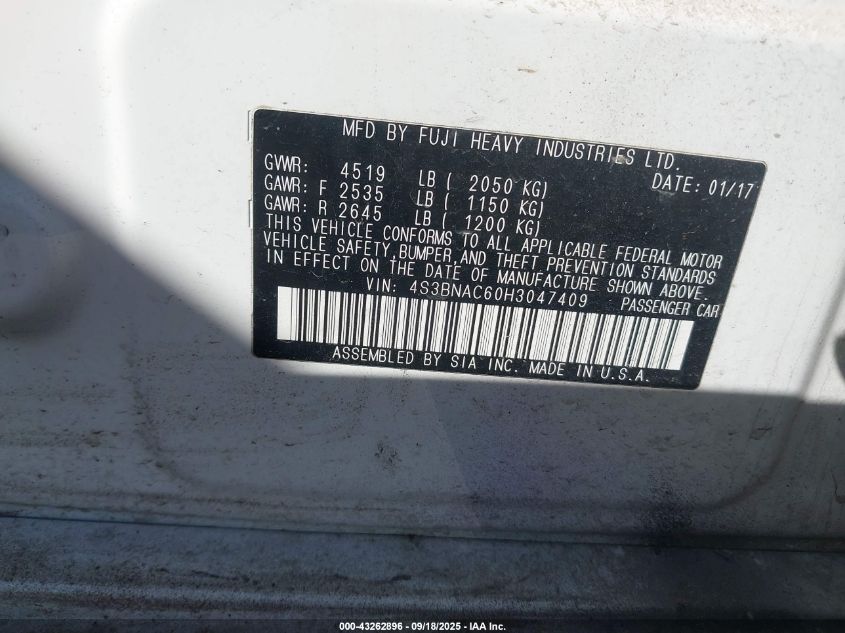 MFD BY FUJI HEAVY INDUSTRIES LTD.
GVWR: 4519 LB ( 2050 KG) DATE: 01/17
GAWR: F 2535 LB ( 1150 KG)
GAWR: R 2645 LB ( 1200 KG)
THIS VEHICLE CONFORMS TO ALL APPLICABLE FEDERAL MOTOR
VEHICLE SAFETY,BUMPER,AND THEFT PREVENTION STANDARDS
IN EFFECT ON THE DATE OF MANUFACTURE SHOWN ABOVE.
VIN: 4S3BNAC60H3047409 PASSENGER CAR
ASSEMBLED BY SIA INC. MADE IN U.S.A.
000-43262896 - 09/18/2025 - IAA Inc.